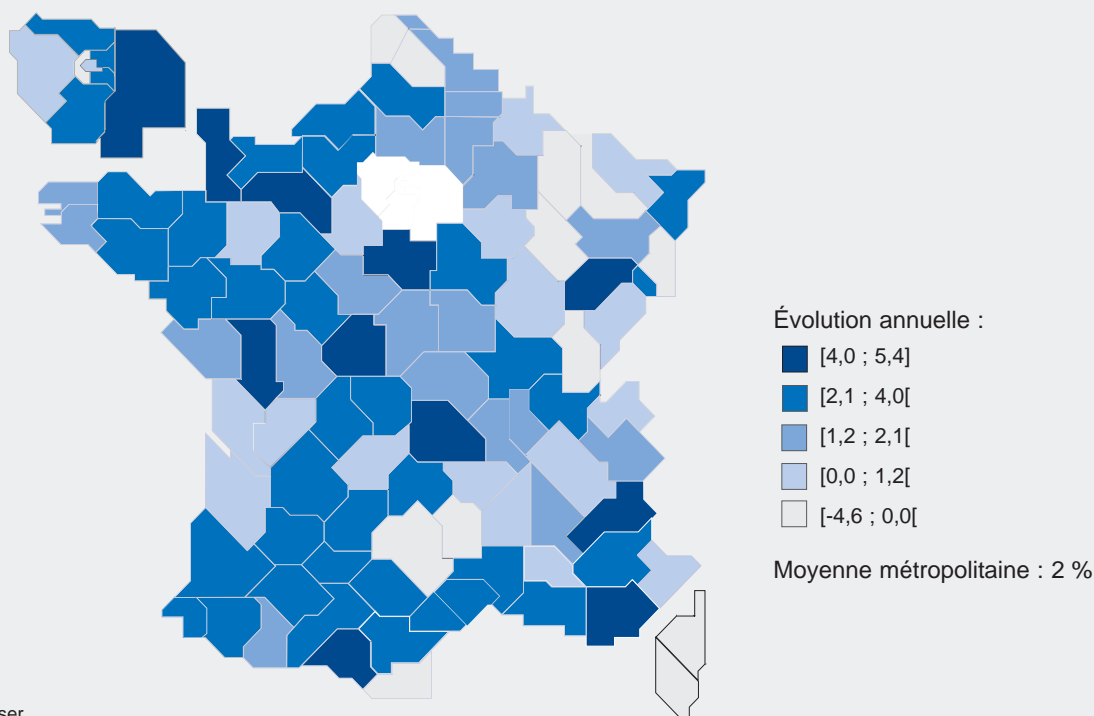 Évolution annuelle :
[4,0 ; 5,4]
[2,1 ; 4,0[
[1,2 ; 2,1[
[0,0 ; 1,2[
[-4,6 ; 0,0[
Moyenne métropolitaine : 2 %